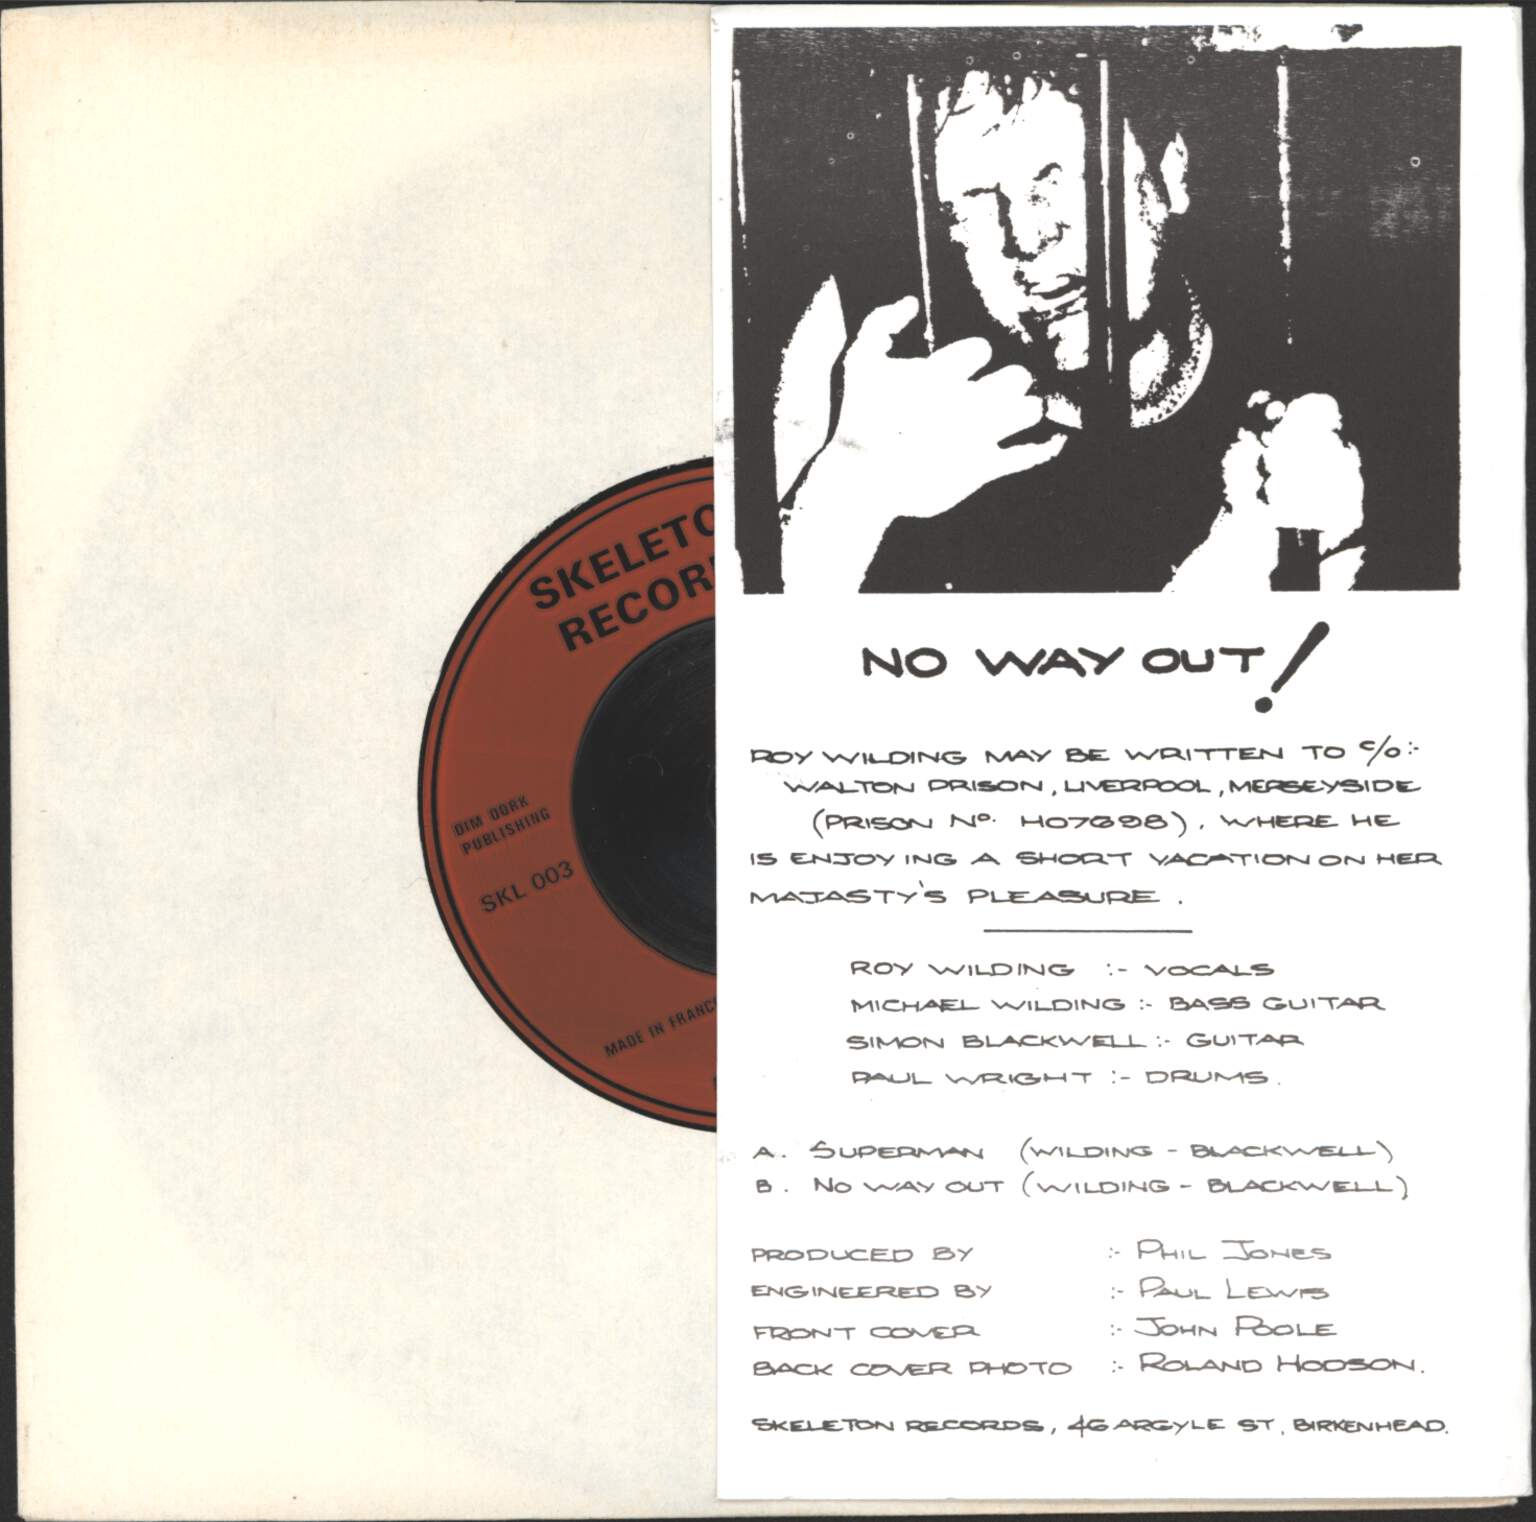 SKELETO
RECOR
DIM DORK
PUBLISHING
SKL 003
MADE IN FRANC
NO WAY OUT!
ROY WILDING MAY BE WRITTEN TO C/O:-
WALTON PRISON, LIVERPOOL, MERSEYSIDE
(PRISON No. H07698), WHERE HE
IS ENJOYING A SHORT VACATION ON HER
MAJASTY'S PLEASURE.
ROY WILDING :- VOCALS
MICHAEL WILDING :- BASS GUITAR
SIMON BLACKWELL :- GUITAR
PAUL WRIGHT :- DRUMS.
A. SUPERMAN (WILDING - BLACKWELL)
B. NO WAY OUT (WILDING - BLACKWELL)
PRODUCED BY :- PHIL JONES
ENGINEERED BY :- PAUL LEWIS
FRONT COVER :- JOHN POOLE
BACK COVER PHOTO :- ROLAND HODSON.
SKELETON RECORDS, 46 ARGYLE ST, BIRKENHEAD.